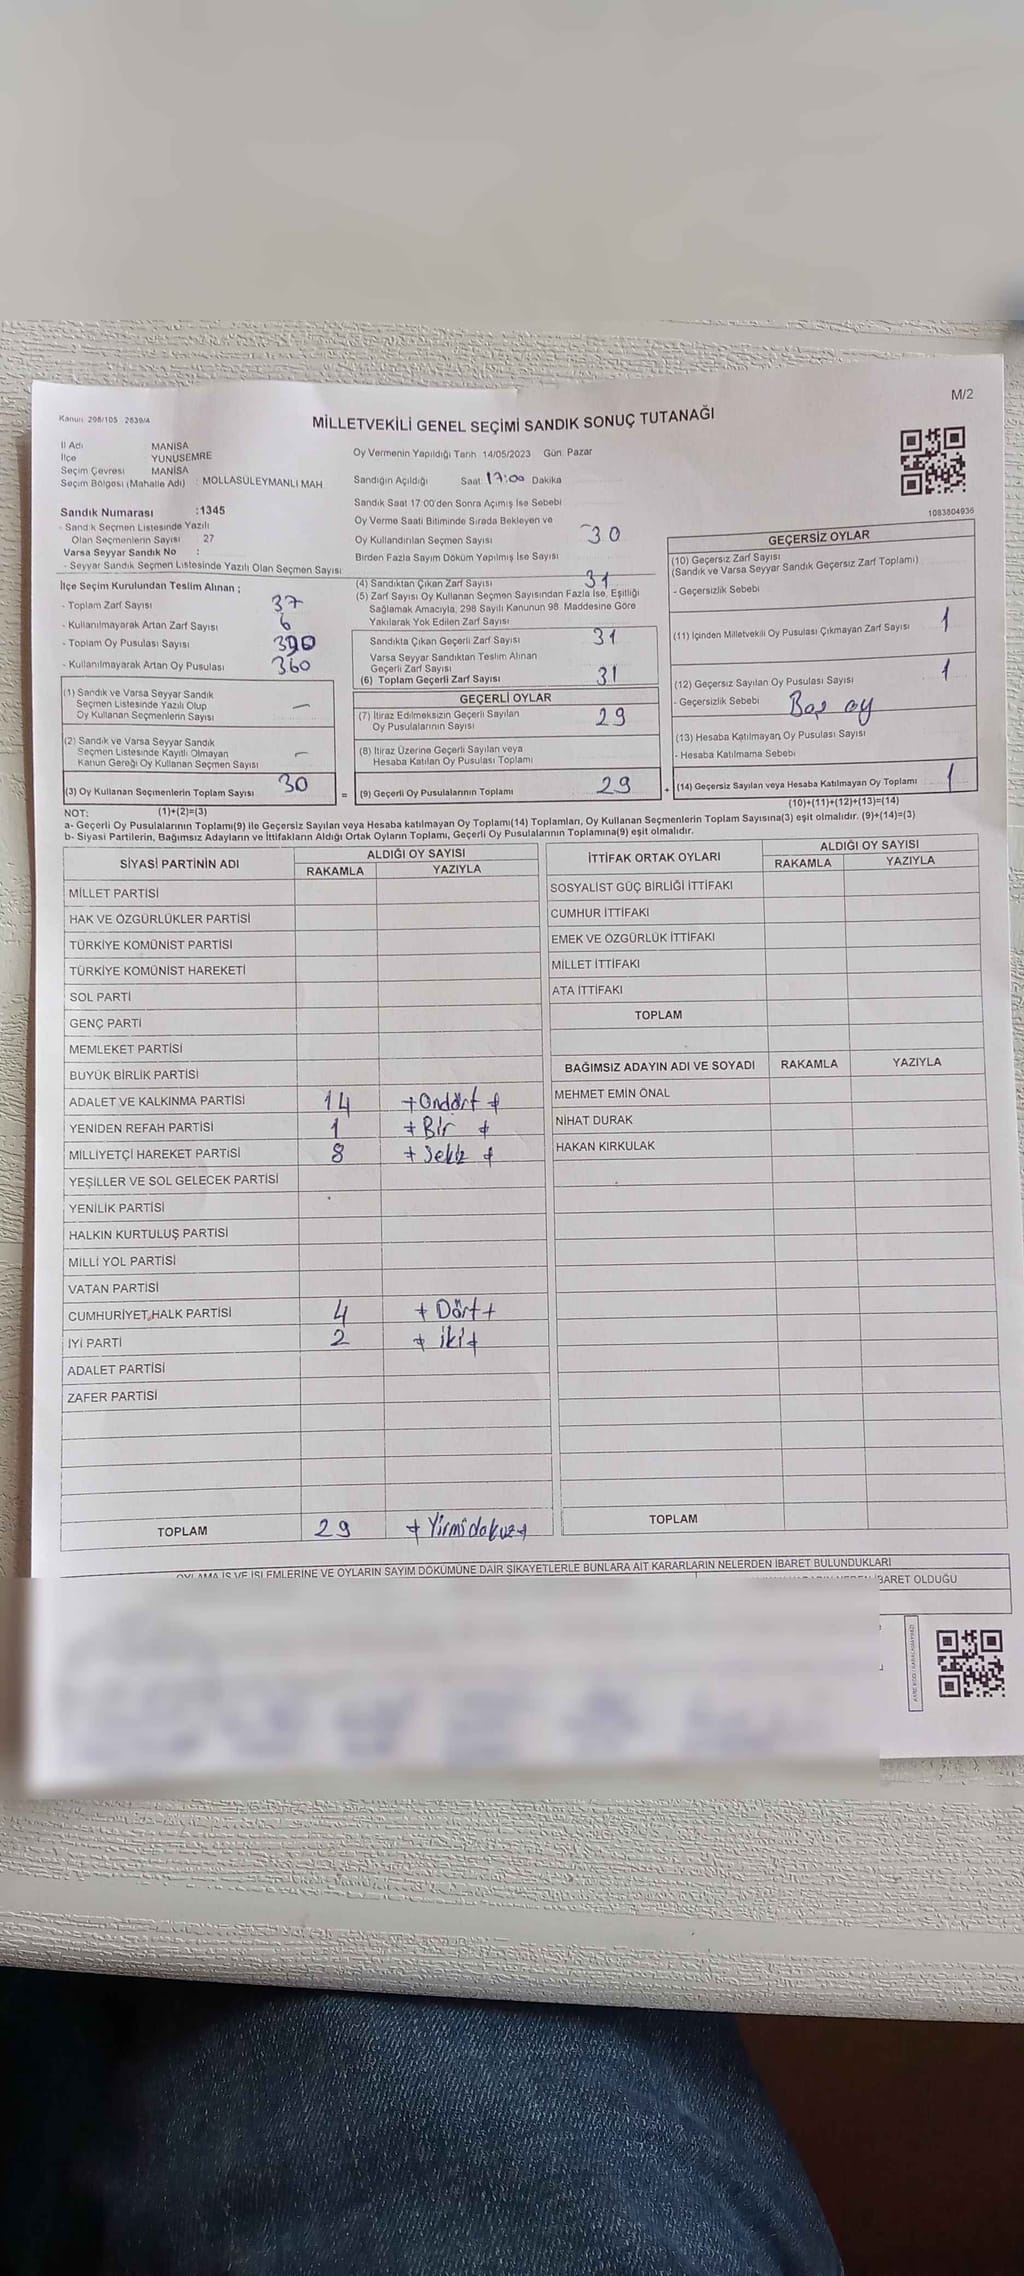 M/2
Kanun 298/105 2839/4
MİLLETVEKİLİ GENEL SEÇİMİ SANDIK SONUÇ TUTANAĞI
İl Adı MANİSA
İlçe YUNUSEMRE
Seçim Çevresi MANİSA
Seçim Bölgesi (Mahalle Adı) : MOLLASÜLEYMANLI MAH.
Sandık Numarası :1345
- Sandık Seçmen Listesinde Yazılı
Olan Seçmenlerin Sayısı 27
Varsa Seyyar Sandık No :
- Seyyar Sandık Seçmen Listesinde Yazılı Olan Seçmen Sayısı
Oy Vermenin Yapıldığı Tarih 14/05/2023 Gün Pazar
Sandığın Açıldığı Saat 17:00 Dakika
Sandık Saat 17:00'den Sonra Açımış İse Sebebi
Oy Verme Saati Bitiminde Sırada Bekleyen ve
Oy Kullandırılan Seçmen Sayısı 30
Birden Fazla Sayım Döküm Yapılmış İse Sayısı
1083804936
İlçe Seçim Kurulundan Teslim Alınan ;
- Toplam Zarf Sayısı 37
- Kullanılmayarak Artan Zarf Sayısı 6
- Toplam Oy Pusulası Sayısı 390
- Kullanılmayarak Artan Oy Pusulası 360
(1) Sandık ve Varsa Seyyar Sandık
Seçmen Listesinde Yazılı Olup
Oy Kullanan Seçmenlerin Sayısı –
(2) Sandık ve Varsa Seyyar Sandık
Seçmen Listesinde Kayıtlı Olmayan
Kanun Gereği Oy Kullanan Seçmen Sayısı –
(3) Oy Kullanan Seçmenlerin Toplam Sayısı 30
(1)+(2)=(3)
(4) Sandıktan Çıkan Zarf Sayısı 31
(5) Zarf Sayısı Oy Kullanan Seçmen Sayısından Fazla İse, Eşitliği
Sağlamak Amacıyla, 298 Sayılı Kanunun 98. Maddesine Göre
Yakılarak Yok Edilen Zarf Sayısı
Sandıkta Çıkan Geçerli Zarf Sayısı 31
Varsa Seyyar Sandıktan Teslim Alınan
Geçerli Zarf Sayısı
(6) Toplam Geçerli Zarf Sayısı 31
GEÇERLİ OYLAR
(7) İtiraz Edilmeksizin Geçerli Sayılan
Oy Pusulalarının Sayısı 29
(8) İtiraz Üzerine Geçerli Sayılan veya
Hesaba Katılan Oy Pusulası Toplamı
= (9) Geçerli Oy Pusulalarının Toplamı 29
GEÇERSİZ OYLAR
(10) Geçersiz Zarf Sayısı
(Sandık ve Varsa Seyyar Sandık Geçersiz Zarf Toplamı)
- Geçersizlik Sebebi
(11) İçinden Milletvekili Oy Pusulası Çıkmayan Zarf Sayısı 1
(12) Geçersiz Sayılan Oy Pusulası Sayısı 1
- Geçersizlik Sebebi Boş oy
(13) Hesaba Katılmayan Oy Pusulası Sayısı
- Hesaba Katılmama Sebebi
+ (14) Geçersiz Sayılan veya Hesaba Katılmayan Oy Toplamı 1
(10)+(11)+(12)+(13)=(14)
NOT:
a- Geçerli Oy Pusulalarının Toplamı(9) ile Geçersiz Sayılan veya Hesaba katılmayan Oy Toplamı(14) Toplamları, Oy Kullanan Seçmenlerin Toplam Sayısına(3) eşit olmalıdır. (9)+(14)=(3)
b- Siyasi Partilerin, Bağımsız Adayların ve İttifakların Aldığı Ortak Oyların Toplamı, Geçerli Oy Pusulalarının Toplamına(9) eşit olmalıdır.
SİYASİ PARTİNİN ADI ALDIĞI OY SAYISI
RAKAMLA YAZIYLA
MİLLET PARTİSİ
HAK VE ÖZGÜRLÜKLER PARTİSİ
TÜRKİYE KOMÜNİST PARTİSİ
TÜRKİYE KOMÜNİST HAREKETİ
SOL PARTİ
GENÇ PARTİ
MEMLEKET PARTİSİ
BÜYÜK BİRLİK PARTİSİ
ADALET VE KALKINMA PARTİSİ 14 +Ondört+
YENİDEN REFAH PARTİSİ 1 +Bir+
MİLLİYETÇİ HAREKET PARTİSİ 8 +Sekiz+
YEŞİLLER VE SOL GELECEK PARTİSİ
YENİLİK PARTİSİ
HALKIN KURTULUŞ PARTİSİ
MİLLİ YOL PARTİSİ
VATAN PARTİSİ
CUMHURİYET HALK PARTİSİ 4 +Dört+
İYİ PARTİ 2 +iki+
ADALET PARTİSİ
ZAFER PARTİSİ
TOPLAM 29 +Yirmidokuz+
İTTİFAK ORTAK OYLARI ALDIĞI OY SAYISI
RAKAMLA YAZIYLA
SOSYALİST GÜÇ BİRLİĞİ İTTİFAKI
CUMHUR İTTİFAKI
EMEK VE ÖZGÜRLÜK İTTİFAKI
MİLLET İTTİFAKI
ATA İTTİFAKI
TOPLAM
BAĞIMSIZ ADAYIN ADI VE SOYADI RAKAMLA YAZIYLA
MEHMET EMİN ÖNAL
NİHAT DURAK
HAKAN KIRKULAK
TOPLAM
OYLAMA İŞ VE İŞLEMLERİNE VE OYLARIN SAYIM DÖKÜMÜNE DAİR ŞİKAYETLERLE BUNLARA AİT KARARLARIN NELERDEN İBARET BULUNDUKLARI
İBARET OLDUĞU